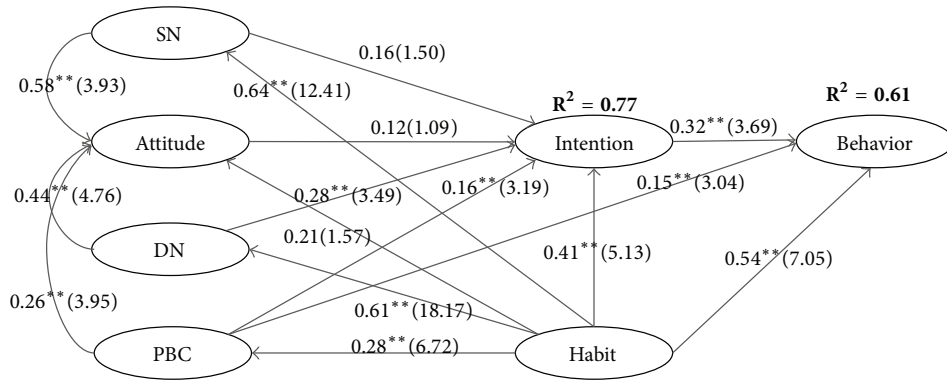 SN
0.16(1.50)
0.58**(3.93)
0.64**(12.41)
R² = 0.77
R² = 0.61
Attitude
0.12(1.09)
Intention
0.32**(3.69)
Behavior
0.44**(4.76)
0.28**(3.49)
0.16**(3.19)
0.15**(3.04)
DN
0.21(1.57)
0.41**(5.13)
0.54**(7.05)
0.26**(3.95)
0.61**(18.17)
PBC
0.28**(6.72)
Habit